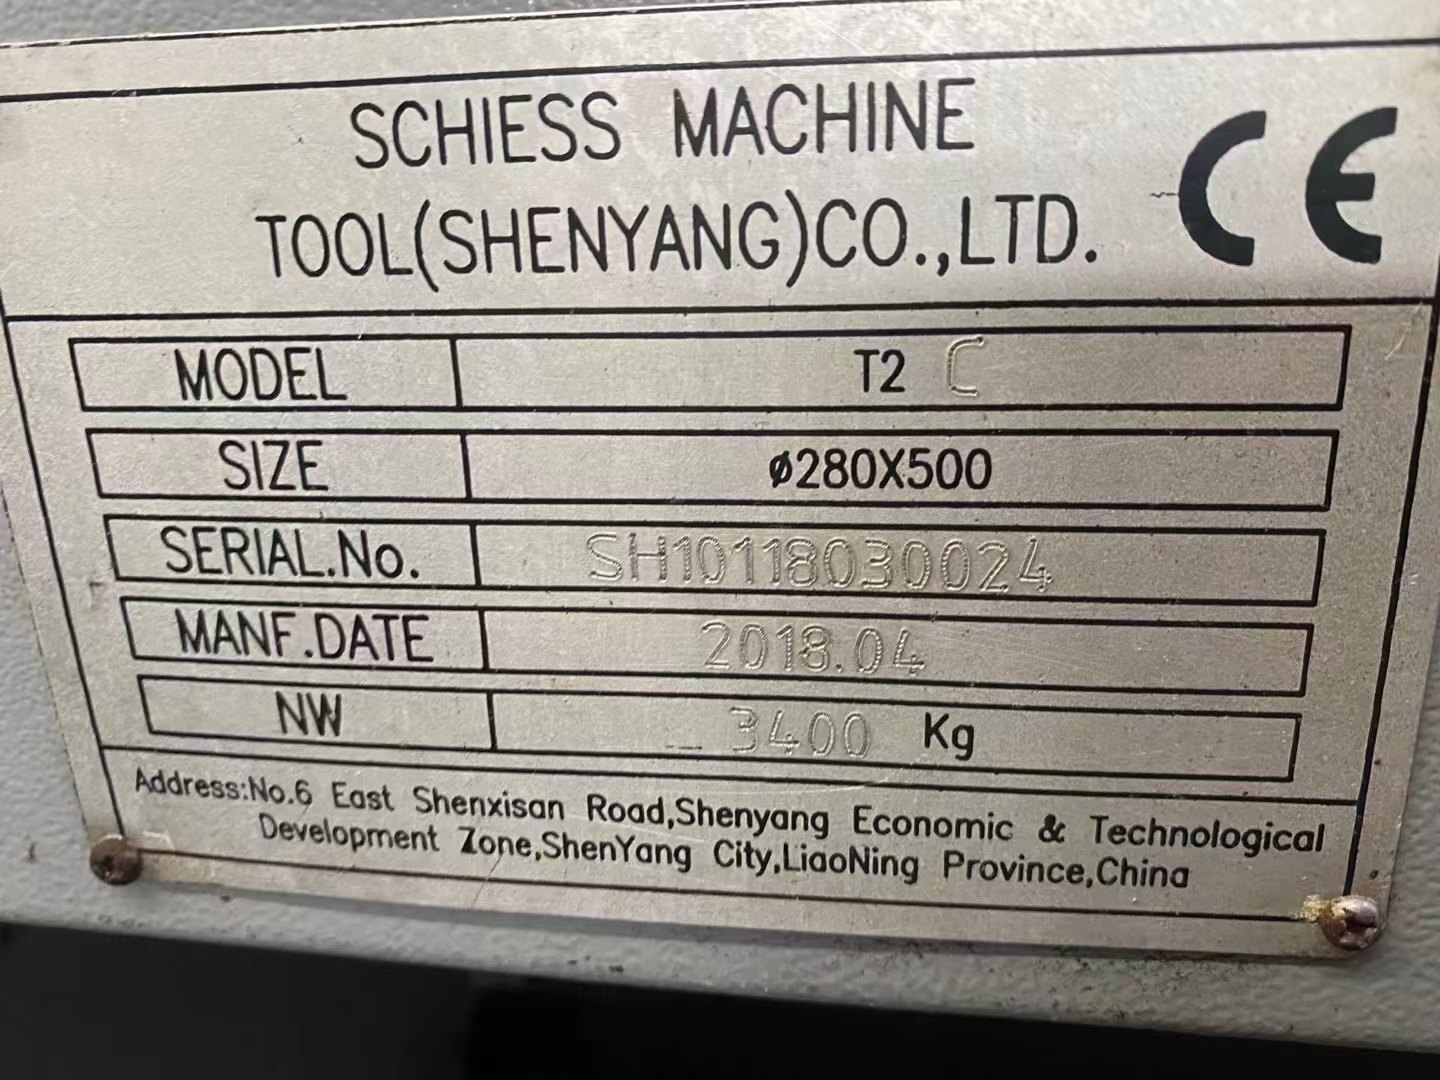 SCHIESS MACHINE
TOOL(SHENYANG)CO.,LTD.
CE
MODEL T2 C
SIZE ø280X500
SERIAL.No. SH10118030024
MANF.DATE 2018.04
NW _ 3400 Kg
Address:No.6 East Shenxisan Road,Shenyang Economic & Technological
Development Zone,ShenYang City,LiaoNing Province,China